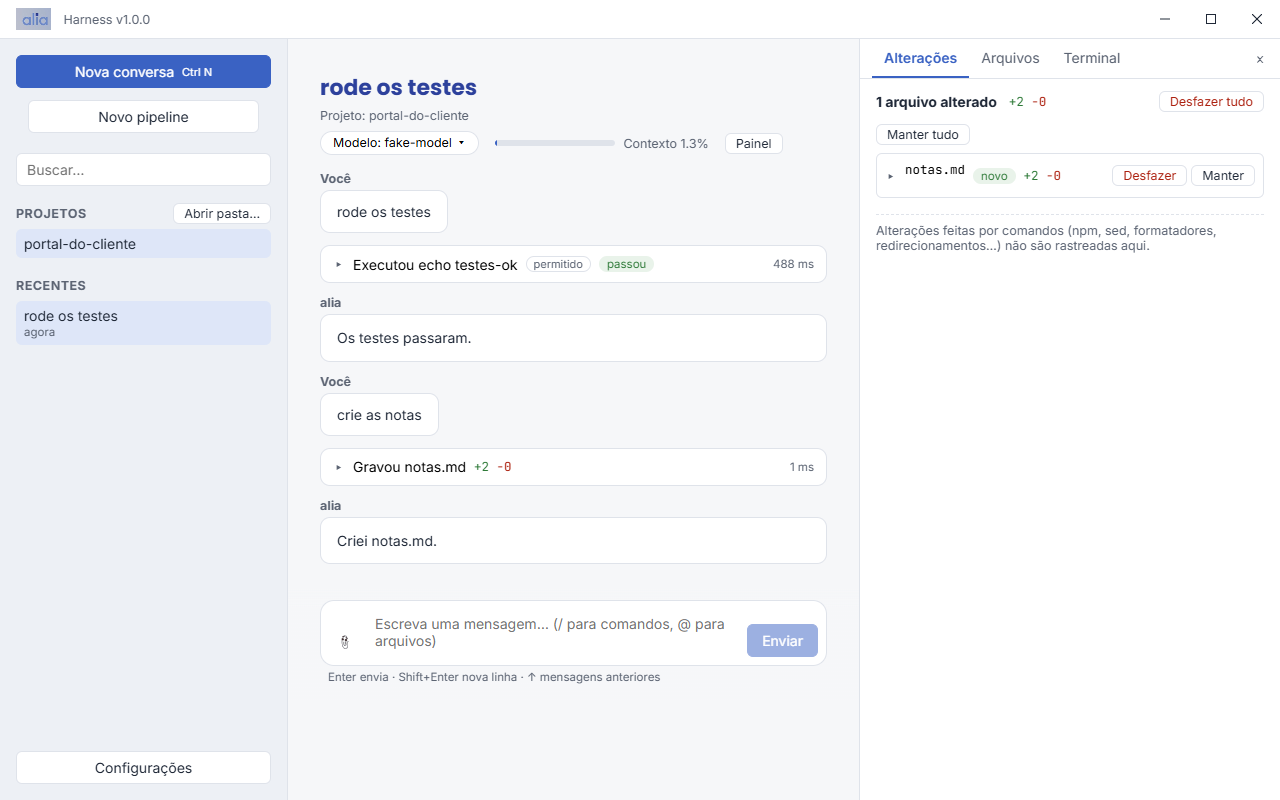 alia Harness v1.0.0
Nova conversa Ctrl N
Novo pipeline
Buscar...
PROJETOS Abrir pasta...
portal-do-cliente
RECENTES
rode os testes
agora
Configurações
rode os testes
Projeto: portal-do-cliente
Modelo: fake-model Contexto 1.3% Painel
Você
rode os testes
Executou echo testes-ok permitido passou 488 ms
alia
Os testes passaram.
Você
crie as notas
Gravou notas.md +2 -0 1 ms
alia
Criei notas.md.
Escreva uma mensagem... (/ para comandos, @ para
arquivos)
Enviar
Enter envia · Shift+Enter nova linha · ↑ mensagens anteriores
Alterações Arquivos Terminal x
1 arquivo alterado +2 -0 Desfazer tudo
Manter tudo
notas.md novo +2 -0 Desfazer Manter
Alterações feitas por comandos (npm, sed, formatadores,
redirecionamentos...) não são rastreadas aqui.